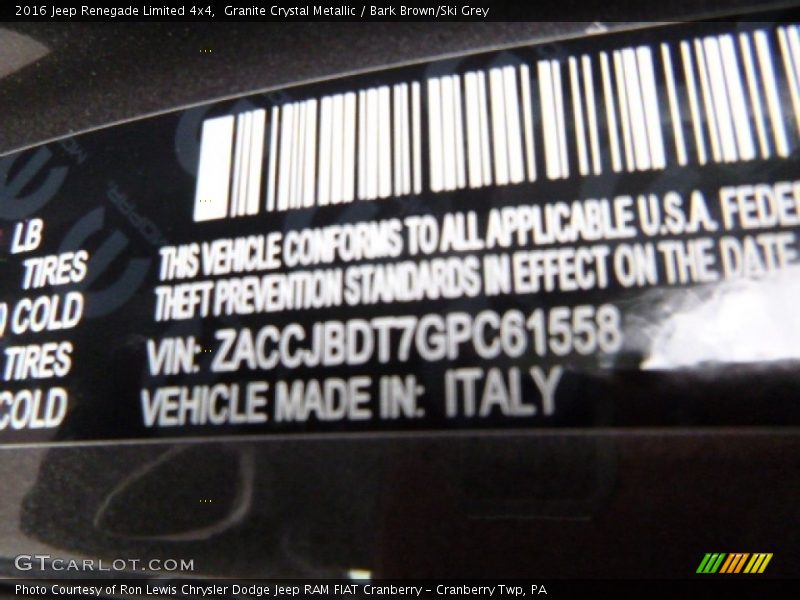 2016 Jeep Renegade Limited 4x4, Granite Crystal Metallic / Bark Brown/Ski Grey
MOPAR
MOPAR
LB
TIRES
COLD
TIRES
COLD
THIS VEHICLE CONFORMS TO ALL APPLICABLE U.S.A. FEDER
THEFT PREVENTION STANDARDS IN EFFECT ON THE DATE
VIN: ZACCJBDT7GPC61558
VEHICLE MADE IN: ITALY
GTCARLOT.COM
Photo Courtesy of Ron Lewis Chrysler Dodge Jeep RAM FIAT Cranberry – Cranberry Twp, PA